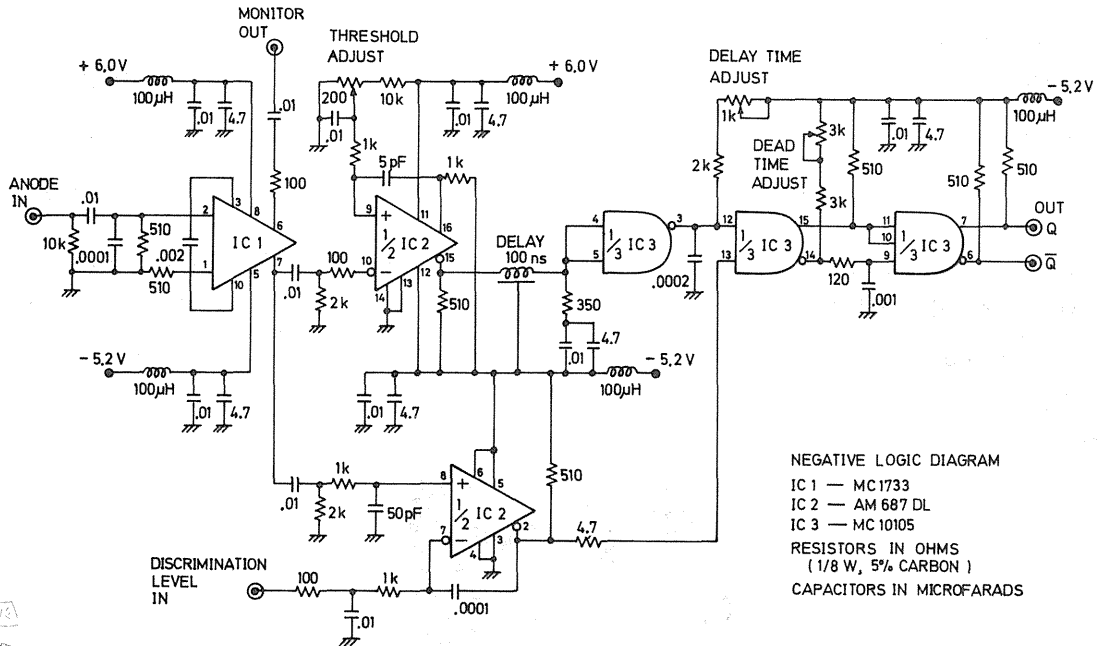 MONITOR
OUT
THRESHOLD
ADJUST
+ 6,0 V
100µH
.01
4.7
.01
200
10k
.01
1k
5pF
1k
.01
4.7
+ 6,0 V
100µH
DELAY TIME
ADJUST
1k
2k
3k
DEAD
TIME
ADJUST
3k
510
.01
4.7
− 5,2 V
100µH
510
510
ANODE
IN
.01
10k
.0001
510
510
.002
2
1
3
8
IC 1
6
7
5
10
100
.01
100
2k
9
+
11
16
1/2 IC 2
10
−
14
13
12
15
510
DELAY
100 ns
350
.01
4.7
4
5
1/3 IC 3
3
.0002
12
13
1/3 IC 3
15
14
120
.001
11
10
9
1/3 IC 3
7
6
OUT
Q
Q̅
− 5,2 V
100µH
.01
4.7
.01
4.7
− 5,2 V
100µH
.01
2k
1k
50pF
8
+
6
5
1/2 IC 2
7
−
4
3
2
510
4.7
DISCRIMINATION
LEVEL
IN
100
.01
1k
.0001
NEGATIVE LOGIC DIAGRAM
IC 1 — MC1733
IC 2 — AM 687 DL
IC 3 — MC 10105
RESISTORS IN OHMS
( 1/8 W, 5% CARBON )
CAPACITORS IN MICROFARADS